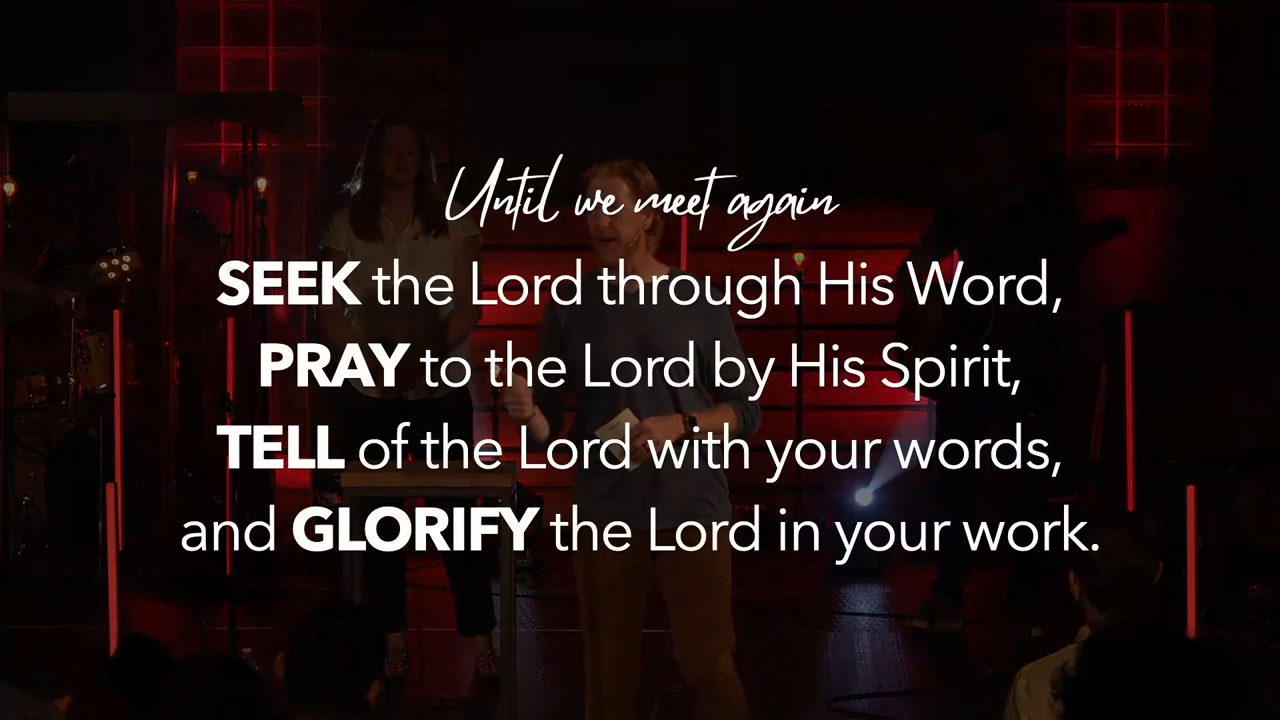 Until we meet again
SEEK the Lord through His Word,
PRAY to the Lord by His Spirit,
TELL of the Lord with your words,
and GLORIFY the Lord in your work.